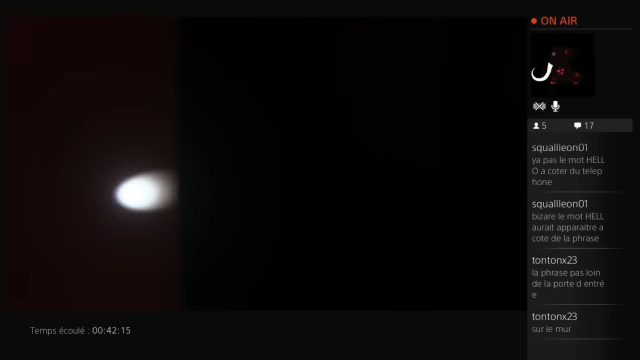 ON AIR
5 17
squallleon01
ya pas le mot HELL
O a coter du telep
hone
squallleon01
bizare le mot HELL
aurait apparaitre a
cote de la phrase
tontonx23
la phrase pas loin
de la porte d entré
e
tontonx23
sur le mur
Temps écoulé : 00:42:15